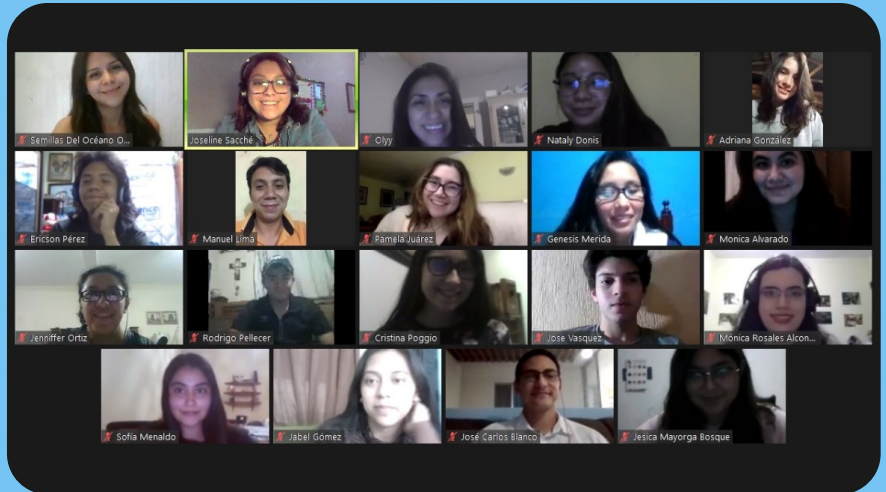 Semillas Del Océano O...
Joseline Sacché
Olyy
Nataly Donis
Adriana González
Ericson Pérez
Manuel Lima
Pamela Juárez
Genesis Merida
Monica Alvarado
Jenniffer Ortiz
Rodrigo Pellecer
Cristina Poggio
Jose Vasquez
Mónica Rosales Alcon...
Sofía Menaldo
Jabel Gómez
José Carlos Blanco
Jesica Mayorga Bosque